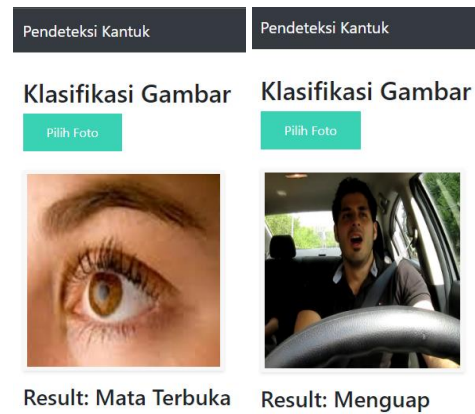 Pendeteksi Kantuk
Klasifikasi Gambar
Pilih Foto
Result: Mata Terbuka
Pendeteksi Kantuk
Klasifikasi Gambar
Pilih Foto
Result: Menguap